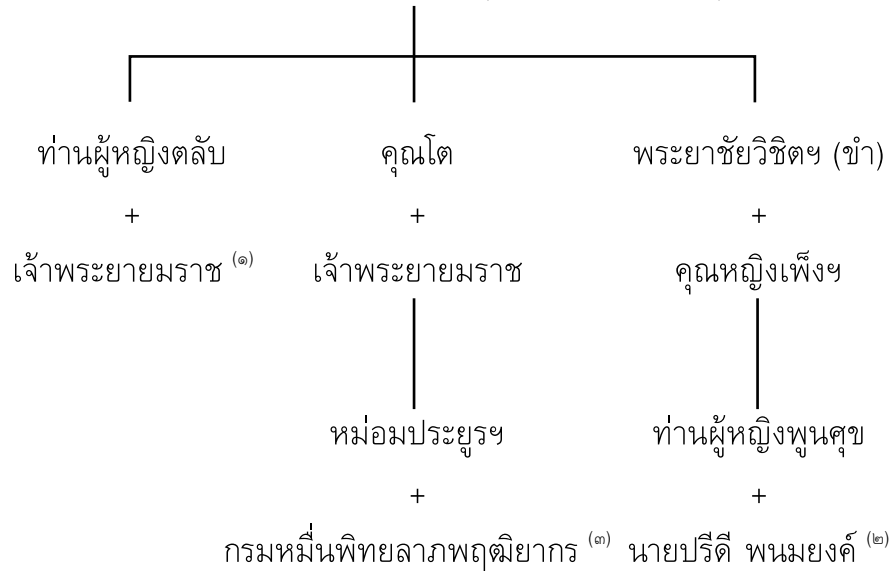 ท่านผู้หญิงตลับ คุณโต พระยาชัยวิชิตฯ (ขำ)
+ + +
เจ้าพระยายมราช (๑) เจ้าพระยายมราช คุณหญิงเพ็งฯ
หม่อมประยูรฯ ท่านผู้หญิงพูนศุข
+ +
กรมหมื่นพิทยลาภพฤฒิยากร (๓) นายปรีดี พนมยงค์ (๒)